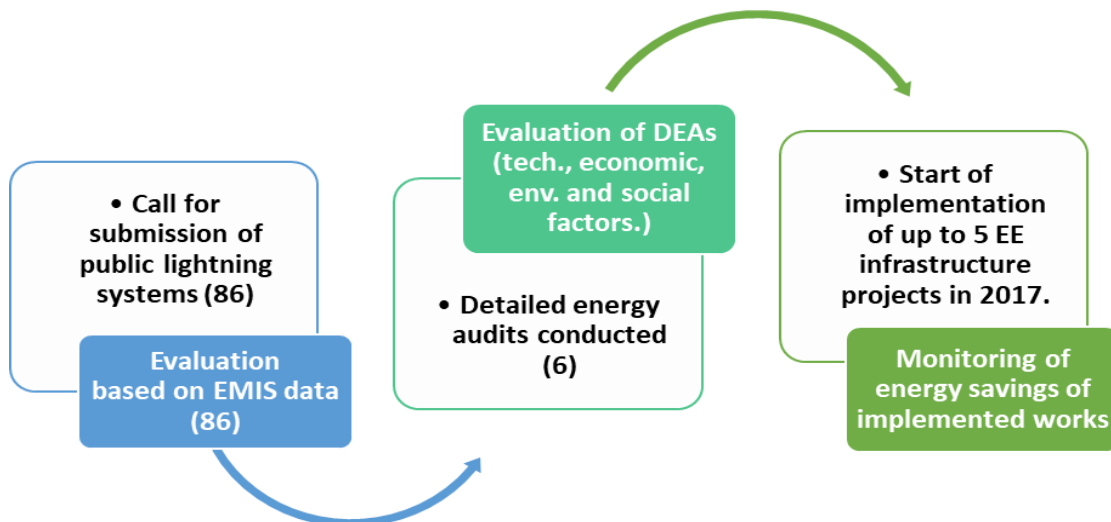 • Call for
submission of
public lightning
systems (86)
Evaluation
based on EMIS data
(86)
Evaluation of DEAs
(tech., economic,
env. and social
factors.)
• Detailed energy
audits conducted
(6)
• Start of
implementation
of up to 5 EE
infrastructure
projects in 2017.
Monitoring of
energy savings of
implemented works